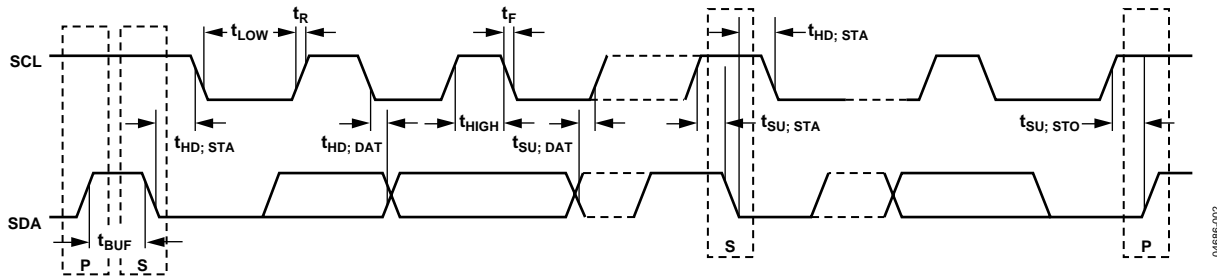 tR
tF
tLOW
tHD; STA
SCL
tHD; STA
tHD; DAT
tHIGH
tSU; DAT
tSU; STA
tSU; STO
SDA
tBUF
P
S
S
P
04686-002